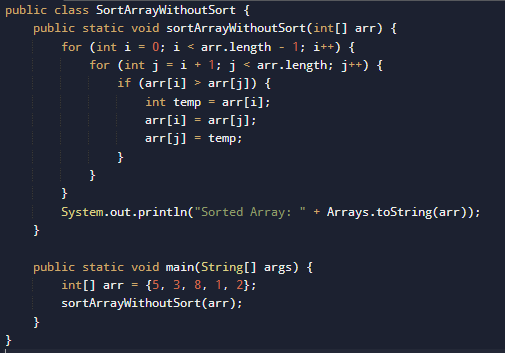 public class SortArrayWithoutSort {
    public static void sortArrayWithoutSort(int[] arr) {
        for (int i = 0; i < arr.length - 1; i++) {
            for (int j = i + 1; j < arr.length; j++) {
                if (arr[i] > arr[j]) {
                    int temp = arr[i];
                    arr[i] = arr[j];
                    arr[j] = temp;
                }
            }
        }
        System.out.println("Sorted Array: " + Arrays.toString(arr));
    }

    public static void main(String[] args) {
        int[] arr = {5, 3, 8, 1, 2};
        sortArrayWithoutSort(arr);
    }
}